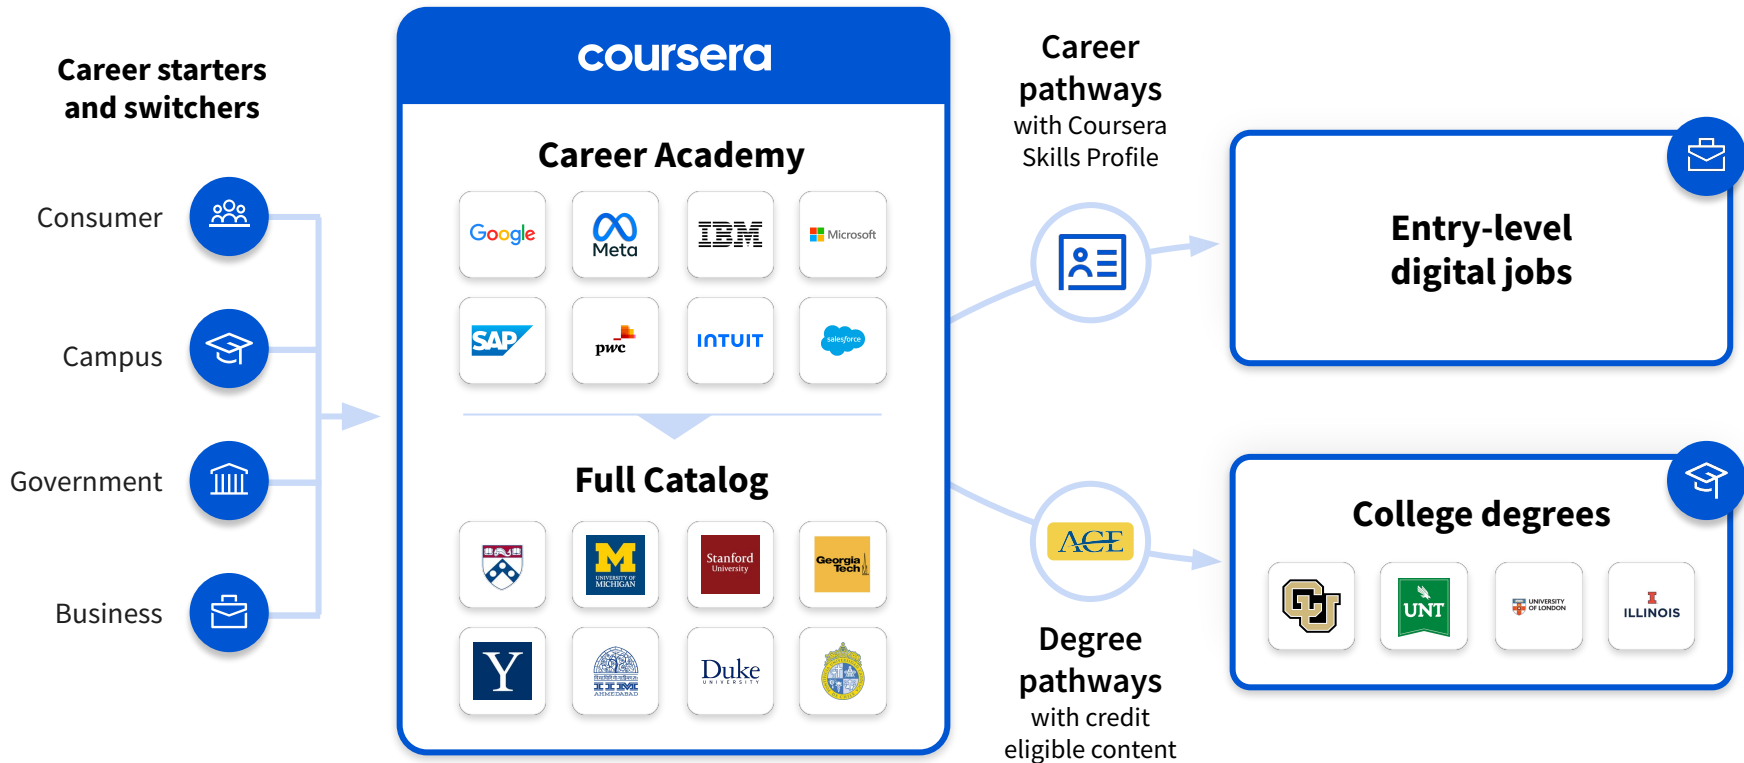 Career starters
and switchers
Consumer
Campus
Government
Business
coursera
Career Academy
Google
Meta
IBM
Microsoft
SAP
pwc
INTUIT
salesforce
Full Catalog
M
UNIVERSITY OF
MICHIGAN
Stanford
University
Georgia
Tech
Y
IIM
AHMEDABAD
Duke
UNIVERSITY
Career
pathways
with Coursera
Skills Profile
ACE
Degree
pathways
with credit
eligible content
Entry-level
digital jobs
College degrees
CU
UNT
UNIVERSITY
OF LONDON
I
ILLINOIS